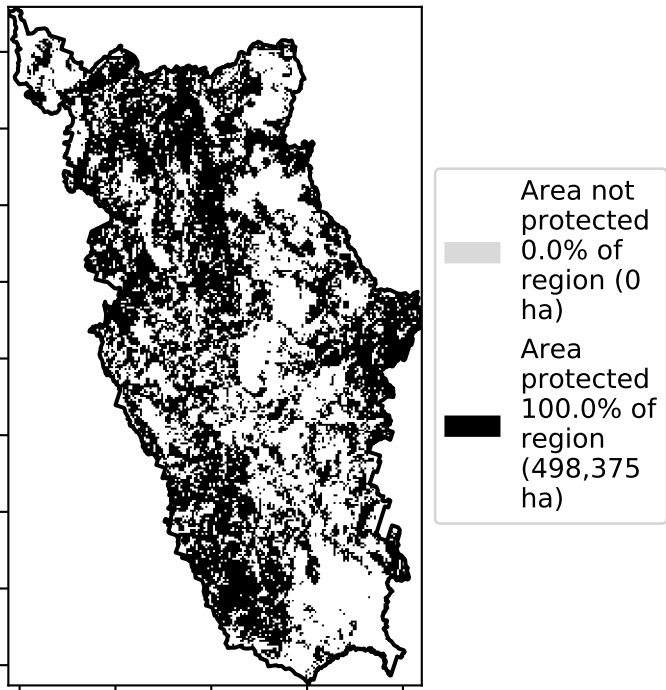 Area not
protected
0.0% of
region (0
ha)
Area
protected
100.0% of
region
(498,375
ha)